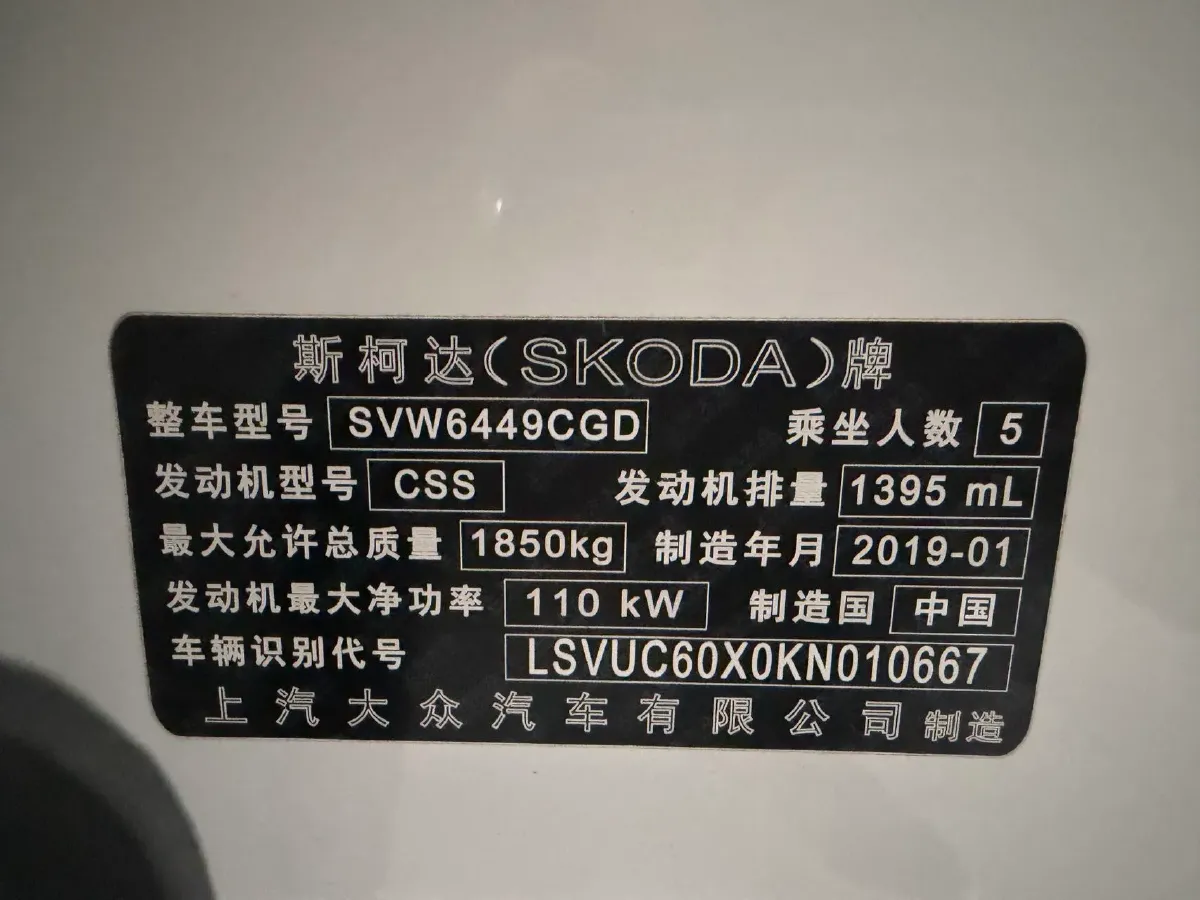 斯柯达(SKODA)牌
整车型号 SVW6449CGD 乘坐人数 5
发动机型号 CSS 发动机排量 1395 mL
最大允许总质量 1850kg 制造年月 2019-01
发动机最大净功率 110 kW 制造国 中国
车辆识别代号 LSVUC60X0KN010667
上汽大众汽车有限公司 制造